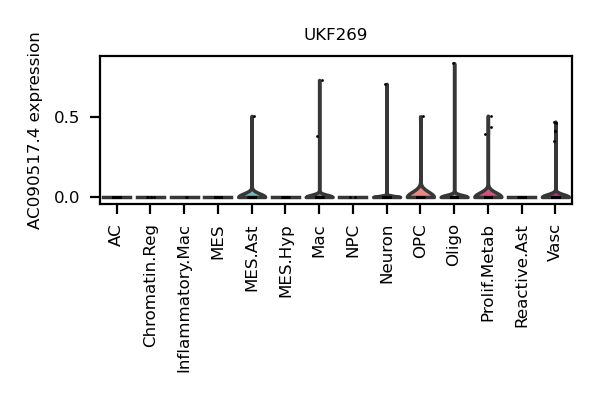 UKF269
AC090517.4 expression
0.5
0.0
AC
Chromatin.Reg
Inflammatory.Mac
MES
MES.Ast
MES.Hyp
Mac
NPC
Neuron
OPC
Oligo
Prolif.Metab
Reactive.Ast
Vasc